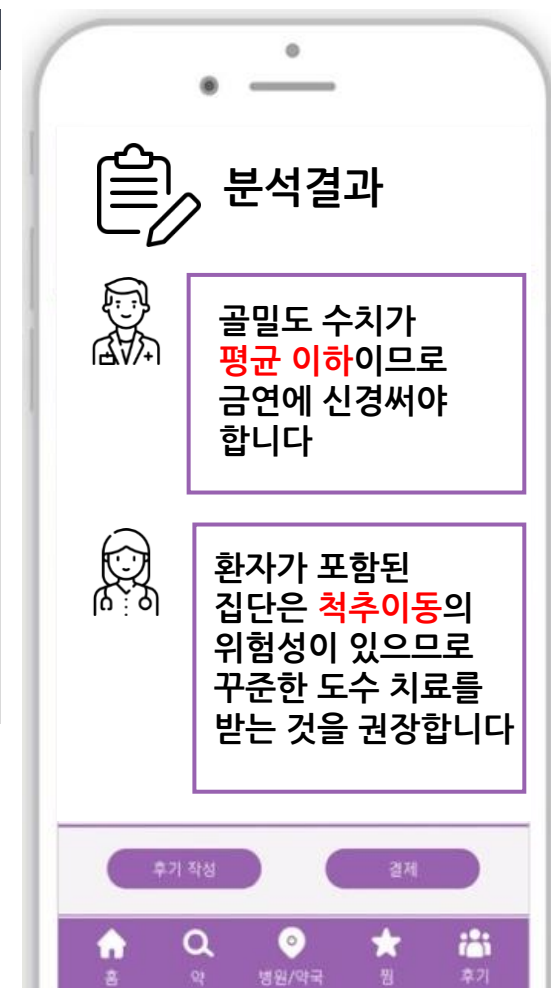 분석결과
골밀도 수치가
평균 이하이므로
금연에 신경써야
합니다
환자가 포함된
집단은 척추이동의
위험성이 있으므로
꾸준한 도수 치료를
받는 것을 권장합니다
후기 작성
결제
홈
약
병원/약국
찜
후기